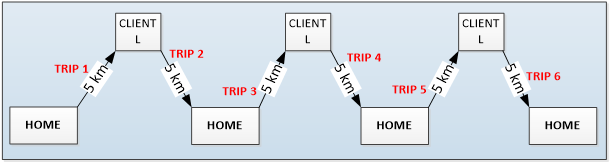 CLIENT
L
CLIENT
L
CLIENT
L
TRIP 1
5 km
TRIP 2
5 km
TRIP 3
5 km
TRIP 4
5 km
TRIP 5
5 km
TRIP 6
5 km
HOME
HOME
HOME
HOME